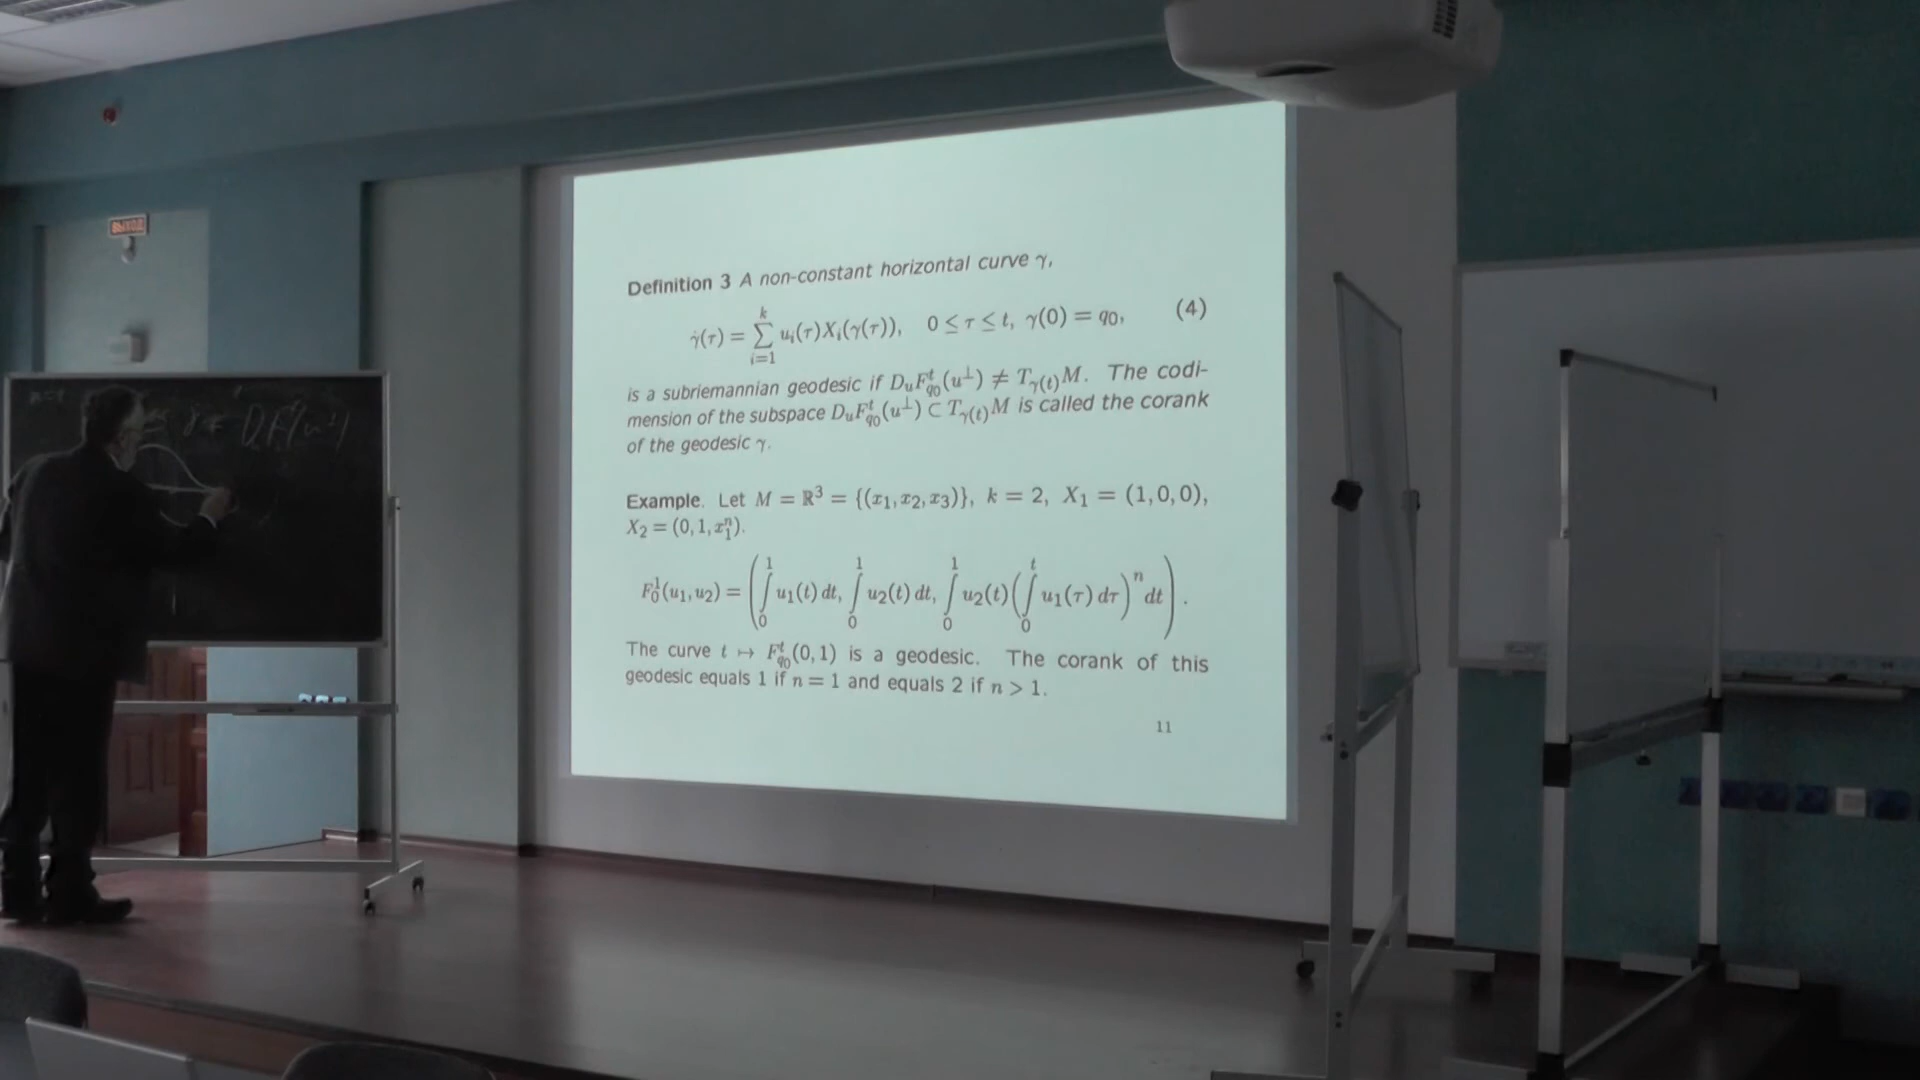 ВЫХОД
Definition 3 A non-constant horizontal curve γ,
γ̇(τ) = ∑_{i=1}^{k} u_i(τ)X_i(γ(τ)), 0 ≤ τ ≤ t, γ(0) = q_0, (4)
is a subriemannian geodesic if D_uF^t_{q_0}(u^⊥) ≠ T_{γ(t)}M. The codi-
mension of the subspace D_uF^t_{q_0}(u^⊥) ⊂ T_{γ(t)}M is called the corank
of the geodesic γ.
Example. Let M = ℝ^3 = {(x_1, x_2, x_3)}, k = 2, X_1 = (1, 0, 0),
X_2 = (0, 1, x_1^n).
F_0^1(u_1, u_2) = (∫_0^1 u_1(t) dt, ∫_0^1 u_2(t) dt, ∫_0^1 u_2(t)(∫_0^t u_1(τ) dτ)^n dt).
The curve t ↦ F^t_{q_0}(0, 1) is a geodesic. The corank of this
geodesic equals 1 if n = 1 and equals 2 if n > 1.
11